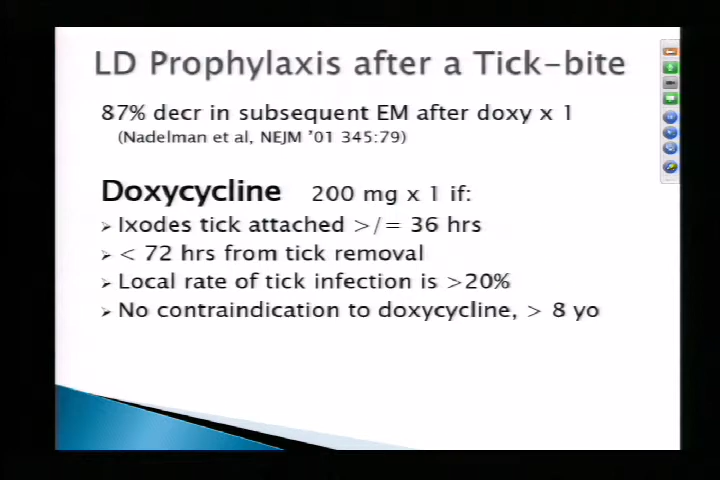 LD Prophylaxis after a Tick-bite
87% decr in subsequent EM after doxy x 1
(Nadelman et al, NEJM ’01 345:79)
Doxycycline 200 mg x 1 if:
➢ Ixodes tick attached >/= 36 hrs
➢ < 72 hrs from tick removal
➢ Local rate of tick infection is >20%
➢ No contraindication to doxycycline, > 8 yo